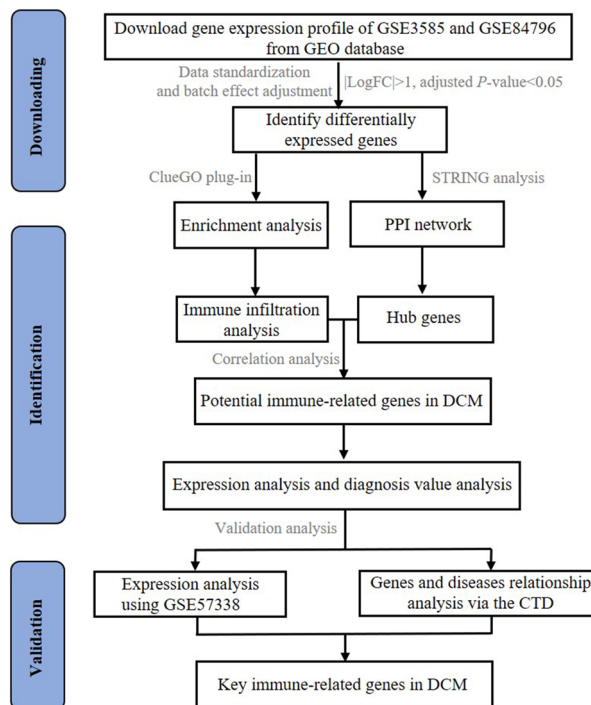 Downloading
Download gene expression profile of GSE3585 and GSE84796
from GEO database
Data standardization
and batch effect adjustment
|LogFC|>1, adjusted P-value<0.05
Identify differentially
expressed genes
ClueGO plug-in
STRING analysis
Identification
Enrichment analysis
PPI network
Immune infiltration
analysis
Hub genes
Correlation analysis
Potential immune-related genes in DCM
Expression analysis and diagnosis value analysis
Validation analysis
Validation
Expression analysis
using GSE57338
Genes and diseases relationship
analysis via the CTD
Key immune-related genes in DCM